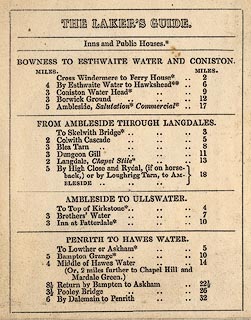 THE LAKER'S GUIDE.
Inns and Public Houses.*
BOWNESS TO ESTHWAITE WATER AND CONISTON.
MILES. MILES.
Cross Windermere to Ferry House* .. 2
4 By Esthwaite Water to Hawkshead** .. 6
3 Coniston Water Head* .. .. 9
3 Borwick Ground .. .. 12
5 Ambleside, Salutation* Commercial* .. 17
FROM AMBLESIDE THROUGH LANGDALES.
To Skelwith Bridge* .. .. 3
2 Colwith Cascade .. .. 5
3 Blea Tarn .. .. 8
3 Dungeon Gill .. .. 11
2 Langdale, Chapel Stile* .. .. 13
5 By High Close and Rydal, (if on horse-
back,) or by Loughrigg Tarn, to AM- 18
BLESIDE .. .. ..
AMBLESIDE TO ULLSWATER.
To Top of Kirkstone* .. .. 4
3 Brothers' Water .. .. 7
3 Inn at Patterdale* .. .. 10
PENRITH TO HAWES WATER.
To Lowther or Askham* .. .. 5
5 Bampton Grange* .. .. 10
4 Middle of Hawes Water .. .. 14
(Or, 2 miles further to Chapel Hill and
Mardale Green.)
8½ Return by Bampton to Askham .. 22½
3½ Pooley Bridge .. .. 26
6 By Dalemain to Penrith .. .. 32